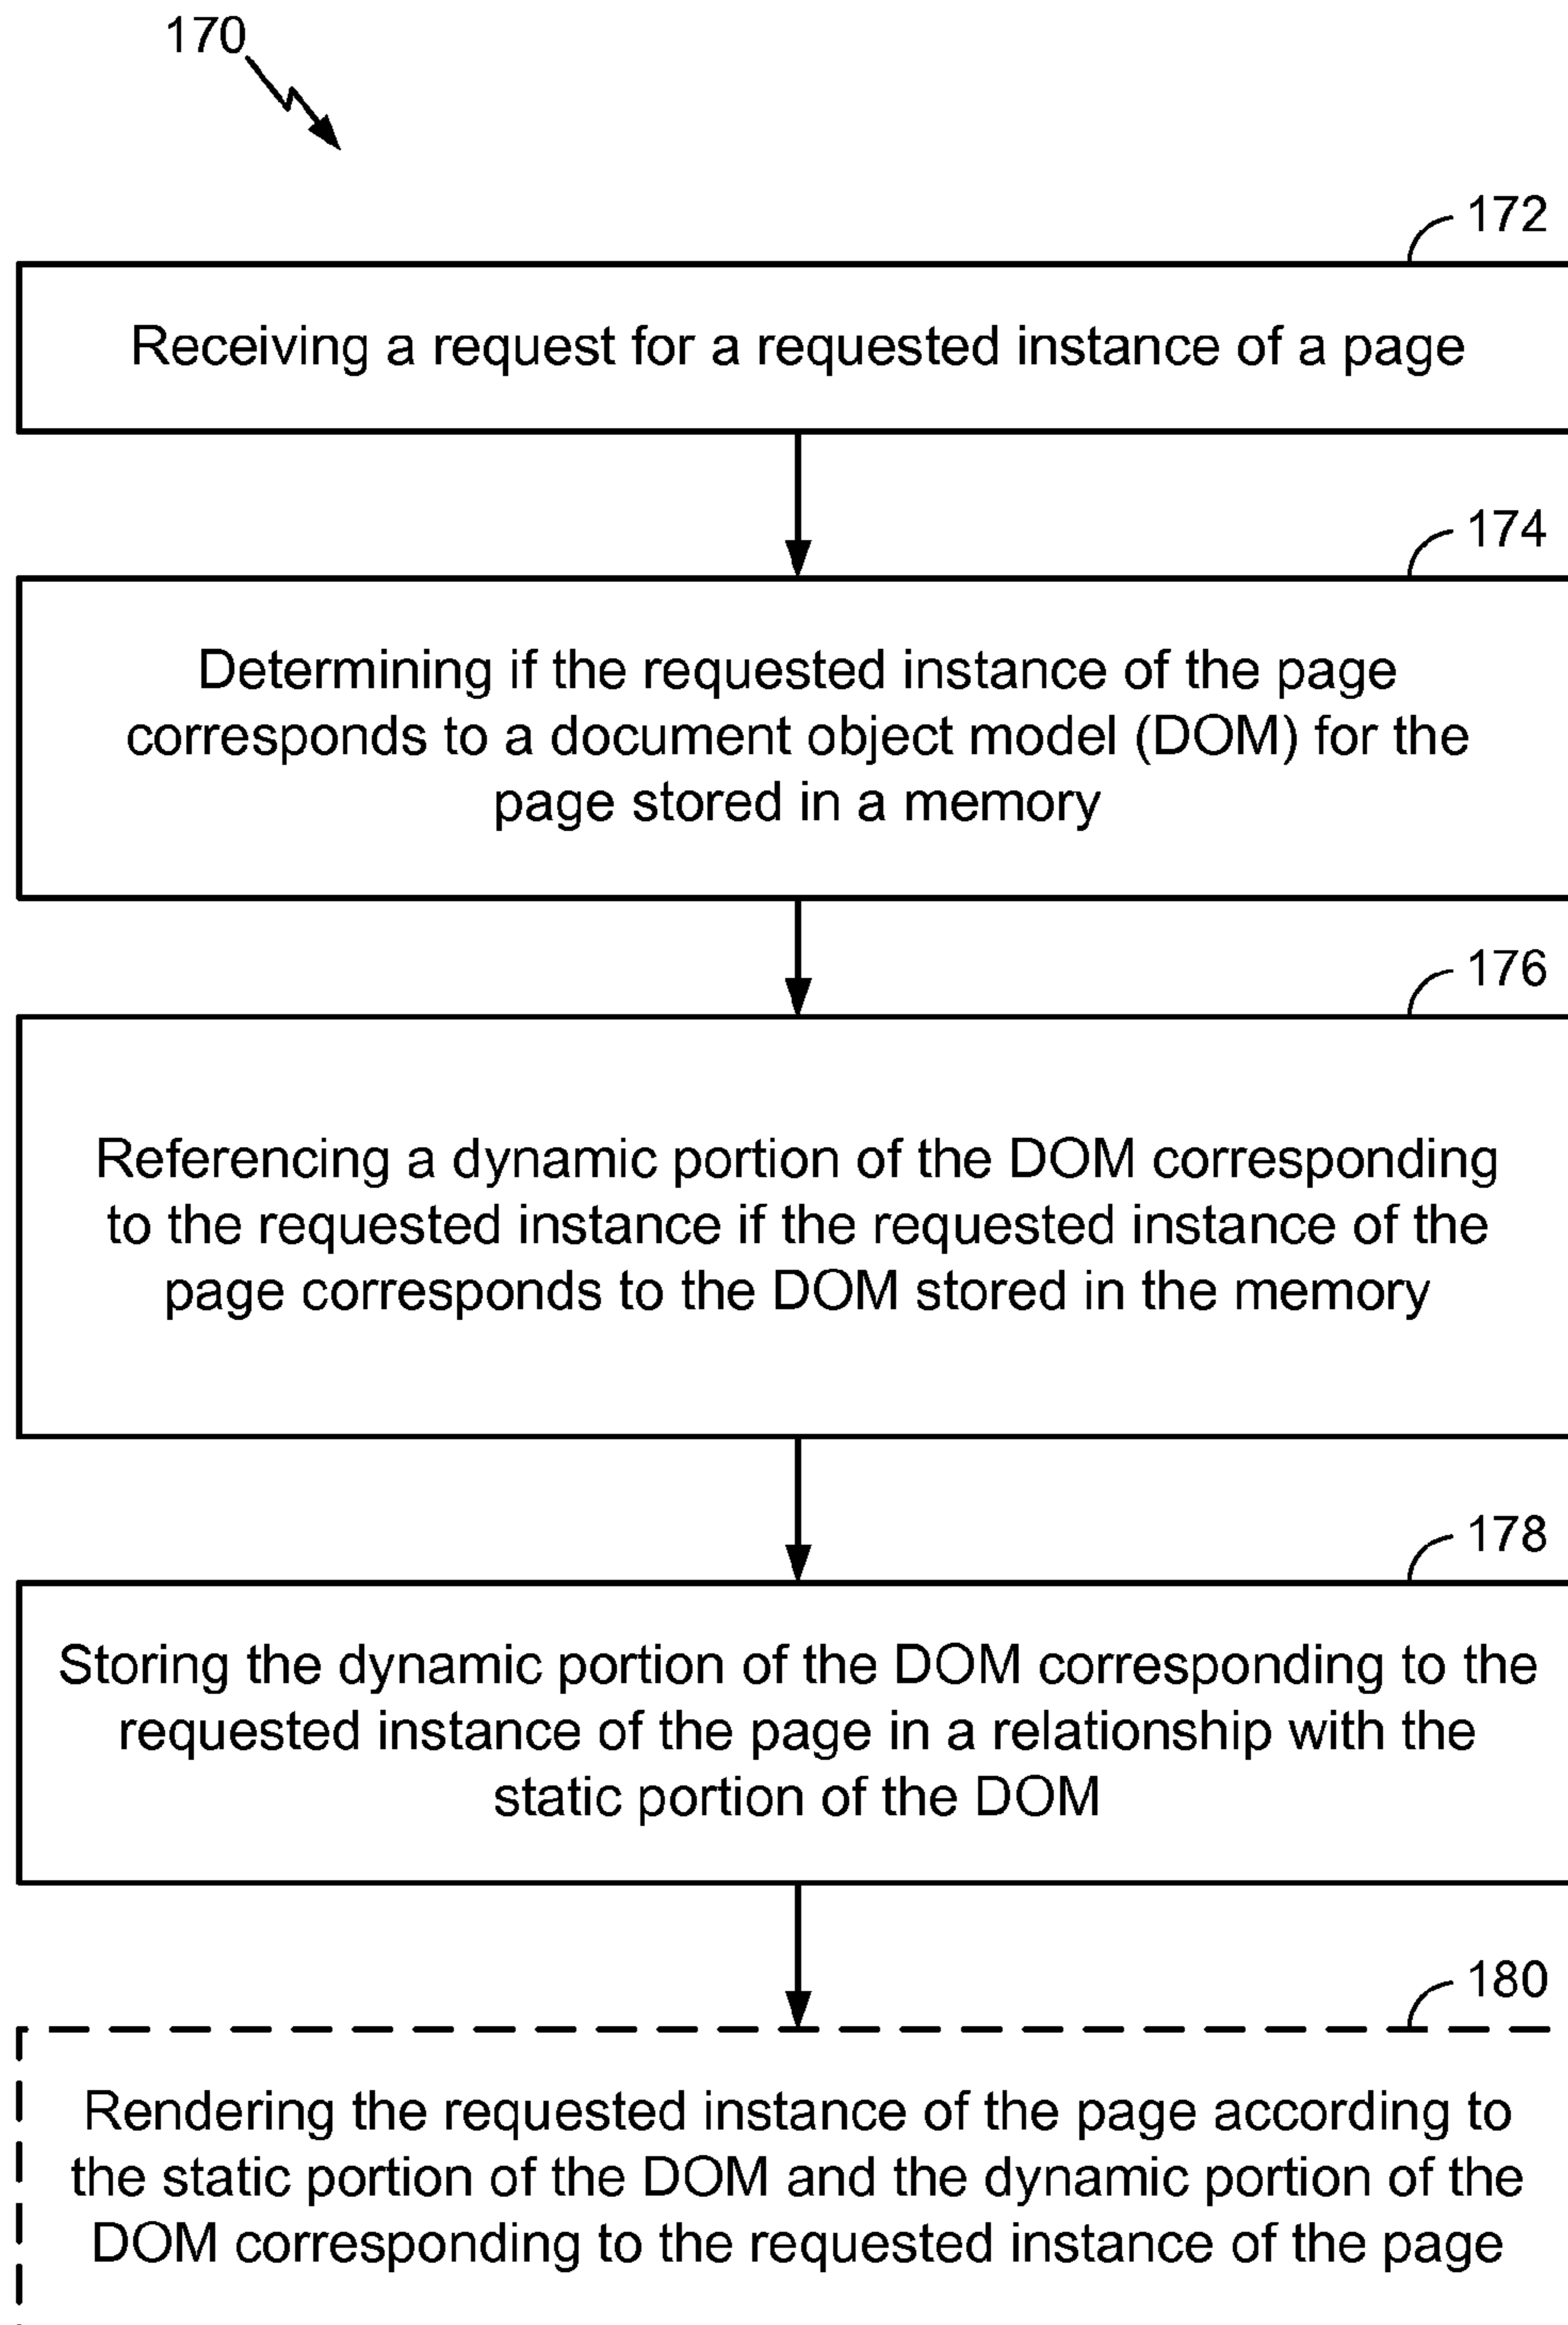 170
172
Receiving a request for a requested instance of a page
174
Determining if the requested instance of the page
corresponds to a document object model (DOM) for the
page stored in a memory
176
Referencing a dynamic portion of the DOM corresponding
to the requested instance if the requested instance of the
page corresponds to the DOM stored in the memory
178
Storing the dynamic portion of the DOM corresponding to the
requested instance of the page in a relationship with the
static portion of the DOM
180
Rendering the requested instance of the page according to
the static portion of the DOM and the dynamic portion of the
DOM corresponding to the requested instance of the page